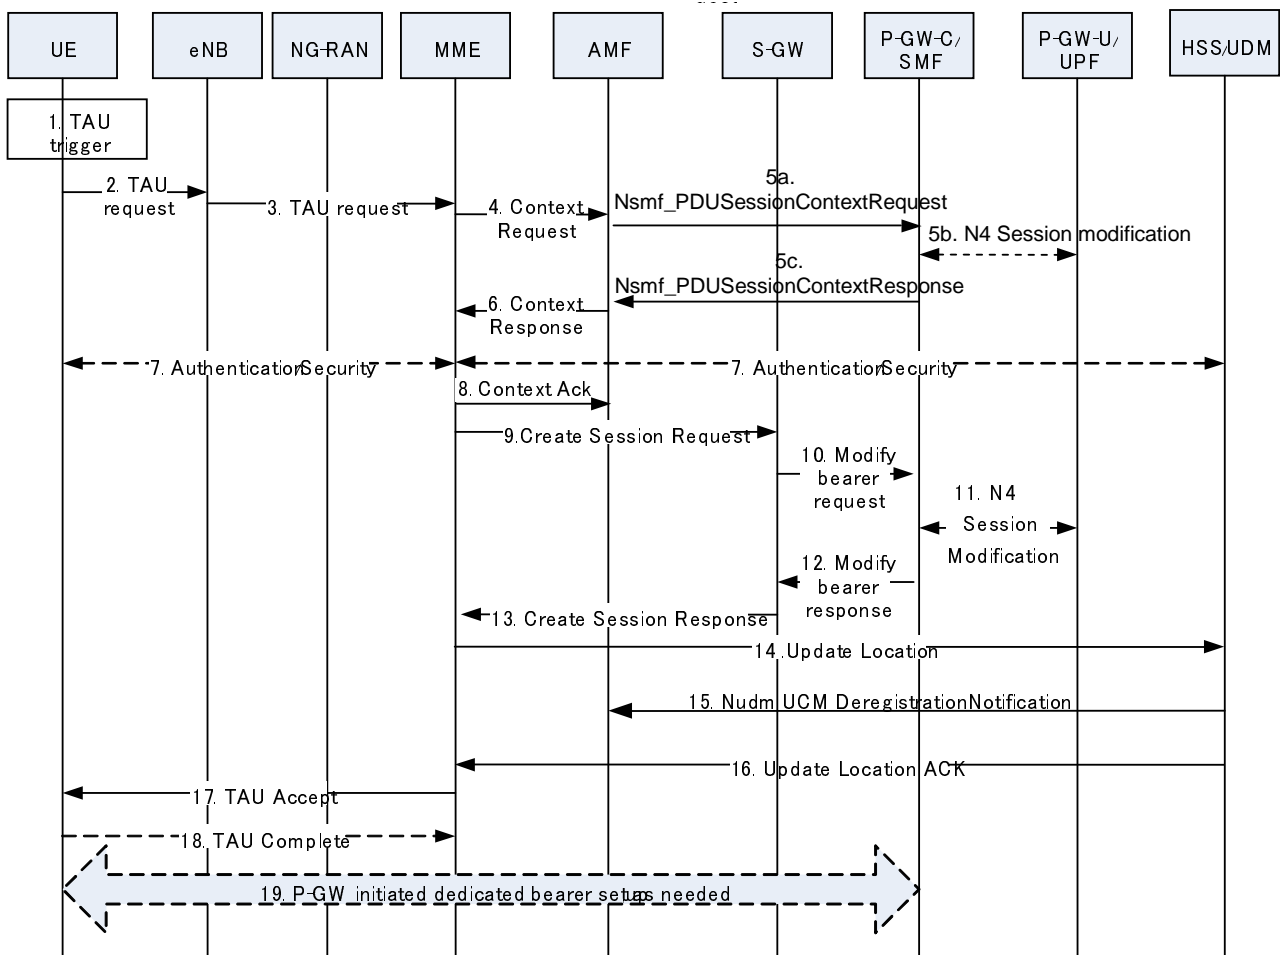 UE
eNB
NG-RAN
MME
AMF
S-GW
P-GW-C/
SMF
P-GW-U/
UPF
HSS/UDM
1. TAU
trigger
2. TAU
request
3. TAU request
4. Context
Request
5a.
Nsmf_PDUSessionContextRequest
5b. N4 Session modification
5c.
Nsmf_PDUSessionContextResponse
6. Context
Response
7. Authentication/Security
7. Authentication/Security
8. Context Ack
9.Create Session Request
10. Modify
bearer
request
11. N4
Session
Modification
12. Modify
bearer
response
13. Create Session Response
14.Update Location
15. Nudm UCM DeregistrationNotification
16. Update Location ACK
17. TAU Accept
18. TAU Complete
19. P-GW initiated dedicated bearer setup as needed